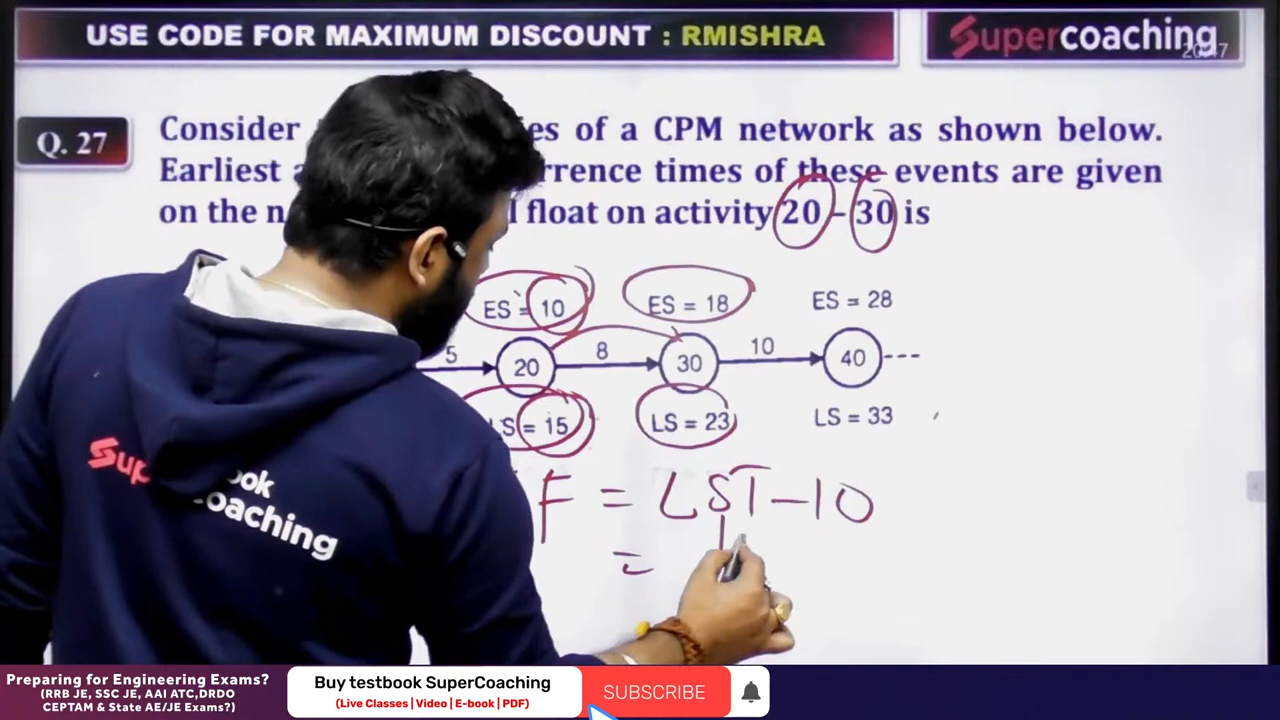 USE CODE FOR MAXIMUM DISCOUNT : RMISHRA
Supercoaching
Q. 27
Consider es of a CPM network as shown below.
Earliest rrence times of these events are given
on the n float on activity 20 - 30 is
ES = 10 ES = 18 ES = 28
5 20 8 30 10 40
LS = 15 LS = 23 LS = 33
F = LST - 10
=
Sup ook
coaching
Preparing for Engineering Exams?
(RRB JE, SSC JE, AAI ATC,DRDO
CEPTAM & State AE/JE Exams?)
Buy testbook SuperCoaching
(Live Classes | Video | E-book | PDF)
SUBSCRIBE